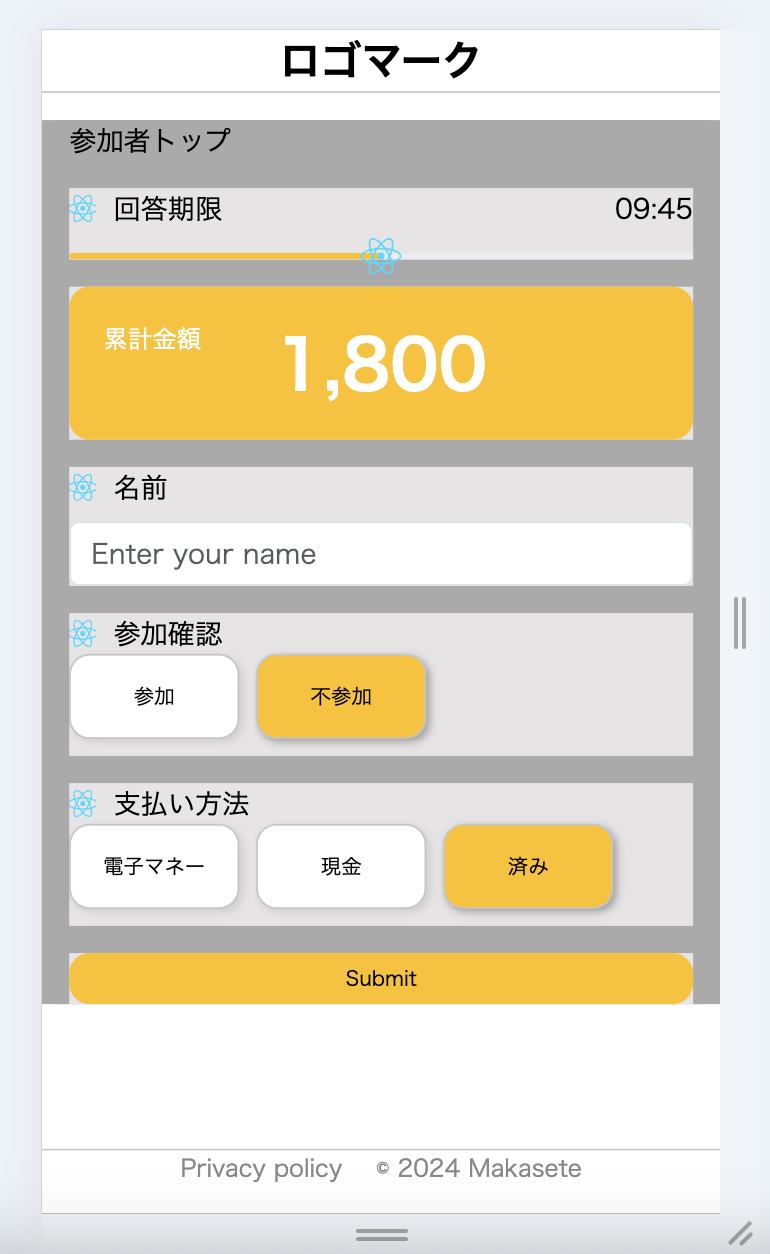 ロゴマーク
参加者トップ
回答期限 09:45
累計金額 1,800
名前
Enter your name
参加確認
参加 不参加
支払い方法
電子マネー 現金 済み
Submit
Privacy policy © 2024 Makasete